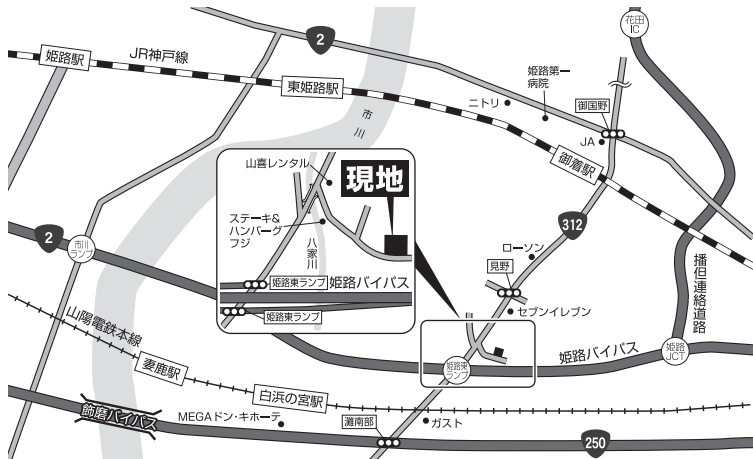 花田
IC
2
姫路駅
JR神戸線
東姫路駅
姫路第一
病院
ニトリ
御国野
JA
御着駅
市川
山喜レンタル
現地
ステーキ&
ハンバーグ
フジ
八家川
姫路東ランプ
姫路バイパス
姫路東ランプ
312
ローソン
見野
セブンイレブン
播但連絡道路
2
市川
ランプ
山陽電鉄本線
妻鹿駅
姫路東
ランプ
姫路バイパス
姫路
JCT
白浜の宮駅
飾磨バイパス
MEGAドン・キホーテ
灘南部
ガスト
250